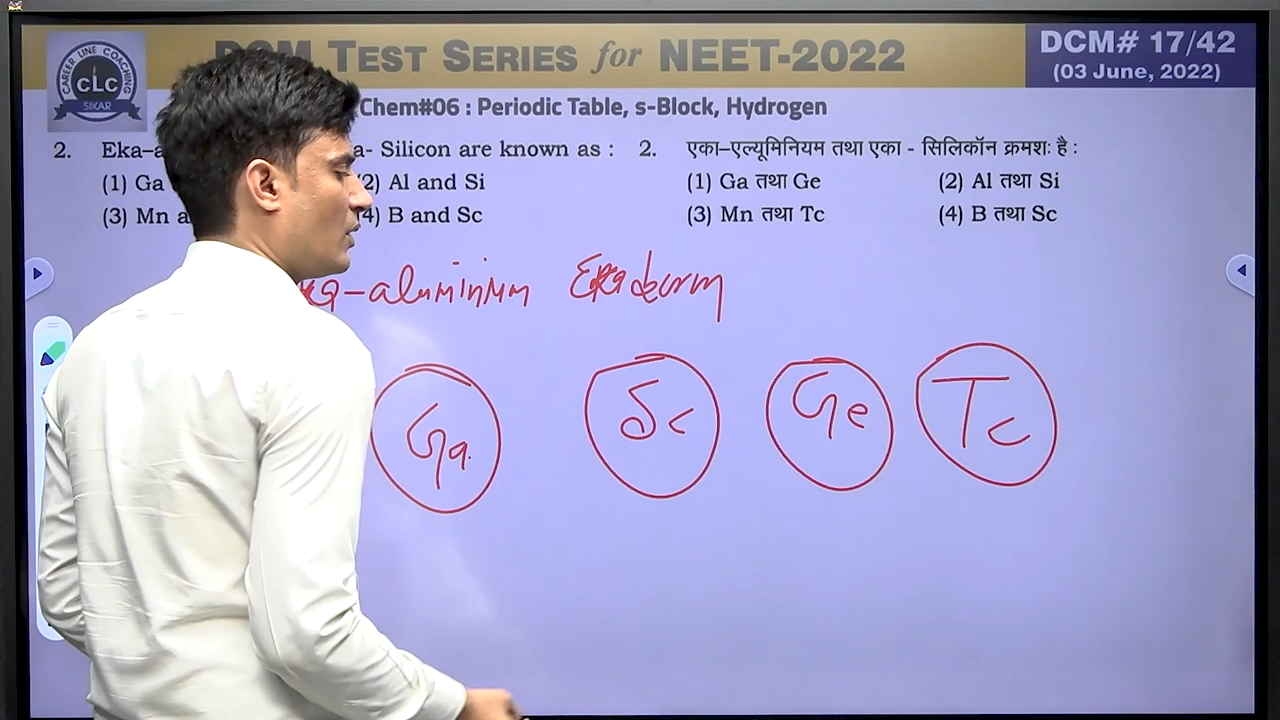 CAREER LINE COACHING
CLC
SIKAR
DCM TEST SERIES for NEET-2022
DCM# 17/42
(03 June, 2022)
Chem#06 : Periodic Table, s-Block, Hydrogen
2. Silicon are known as :
(1) Ga (2) Al and Si
(3) Mn (4) B and Sc
2. एका–एल्यूमिनियम तथा एका - सिलिकॉन क्रमशः है :
(1) Ga तथा Ge (2) Al तथा Si
(3) Mn तथा Tc (4) B तथा Sc
aluminium
Ga Sc Ge Tc